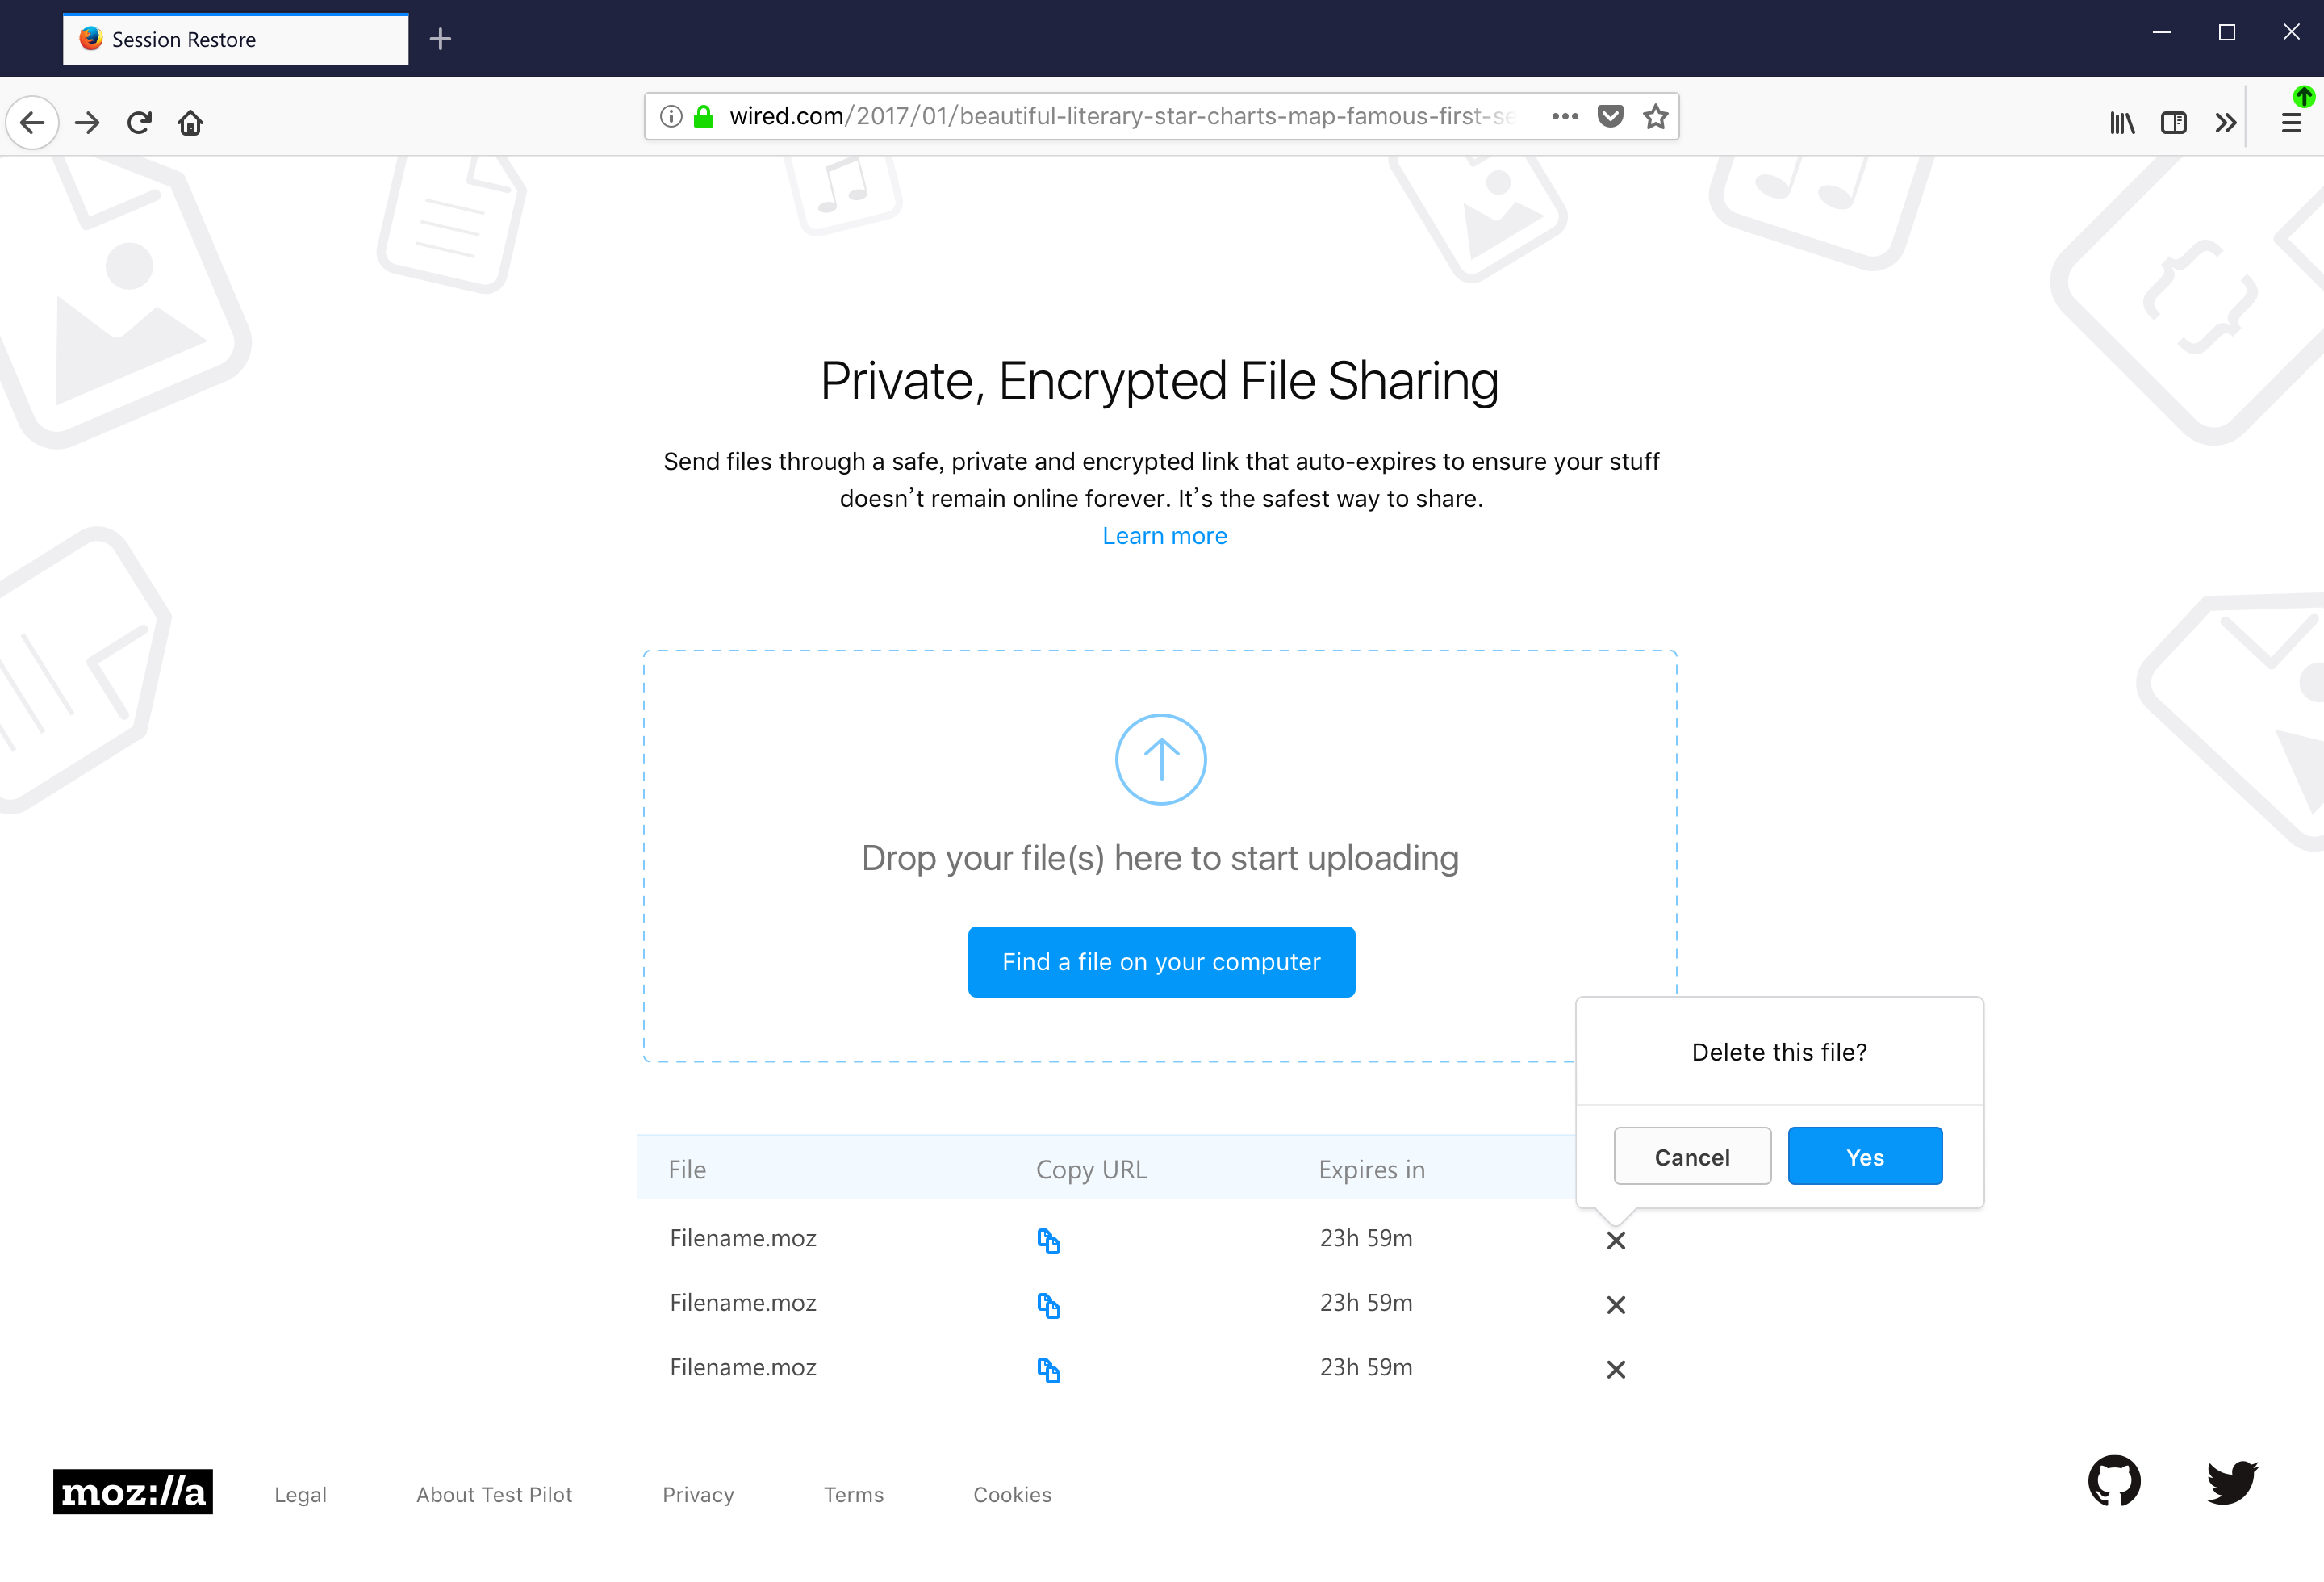 Session Restore
wired.com/2017/01/beautiful-literary-star-charts-map-famous-first-se
Private, Encrypted File Sharing
Send files through a safe, private and encrypted link that auto-expires to ensure your stuff
doesn’t remain online forever. It’s the safest way to share.
Learn more
Drop your file(s) here to start uploading
Find a file on your computer
Delete this file?
Cancel Yes
File Copy URL Expires in
Filename.moz 23h 59m
Filename.moz 23h 59m
Filename.moz 23h 59m
moz://a Legal About Test Pilot Privacy Terms Cookies